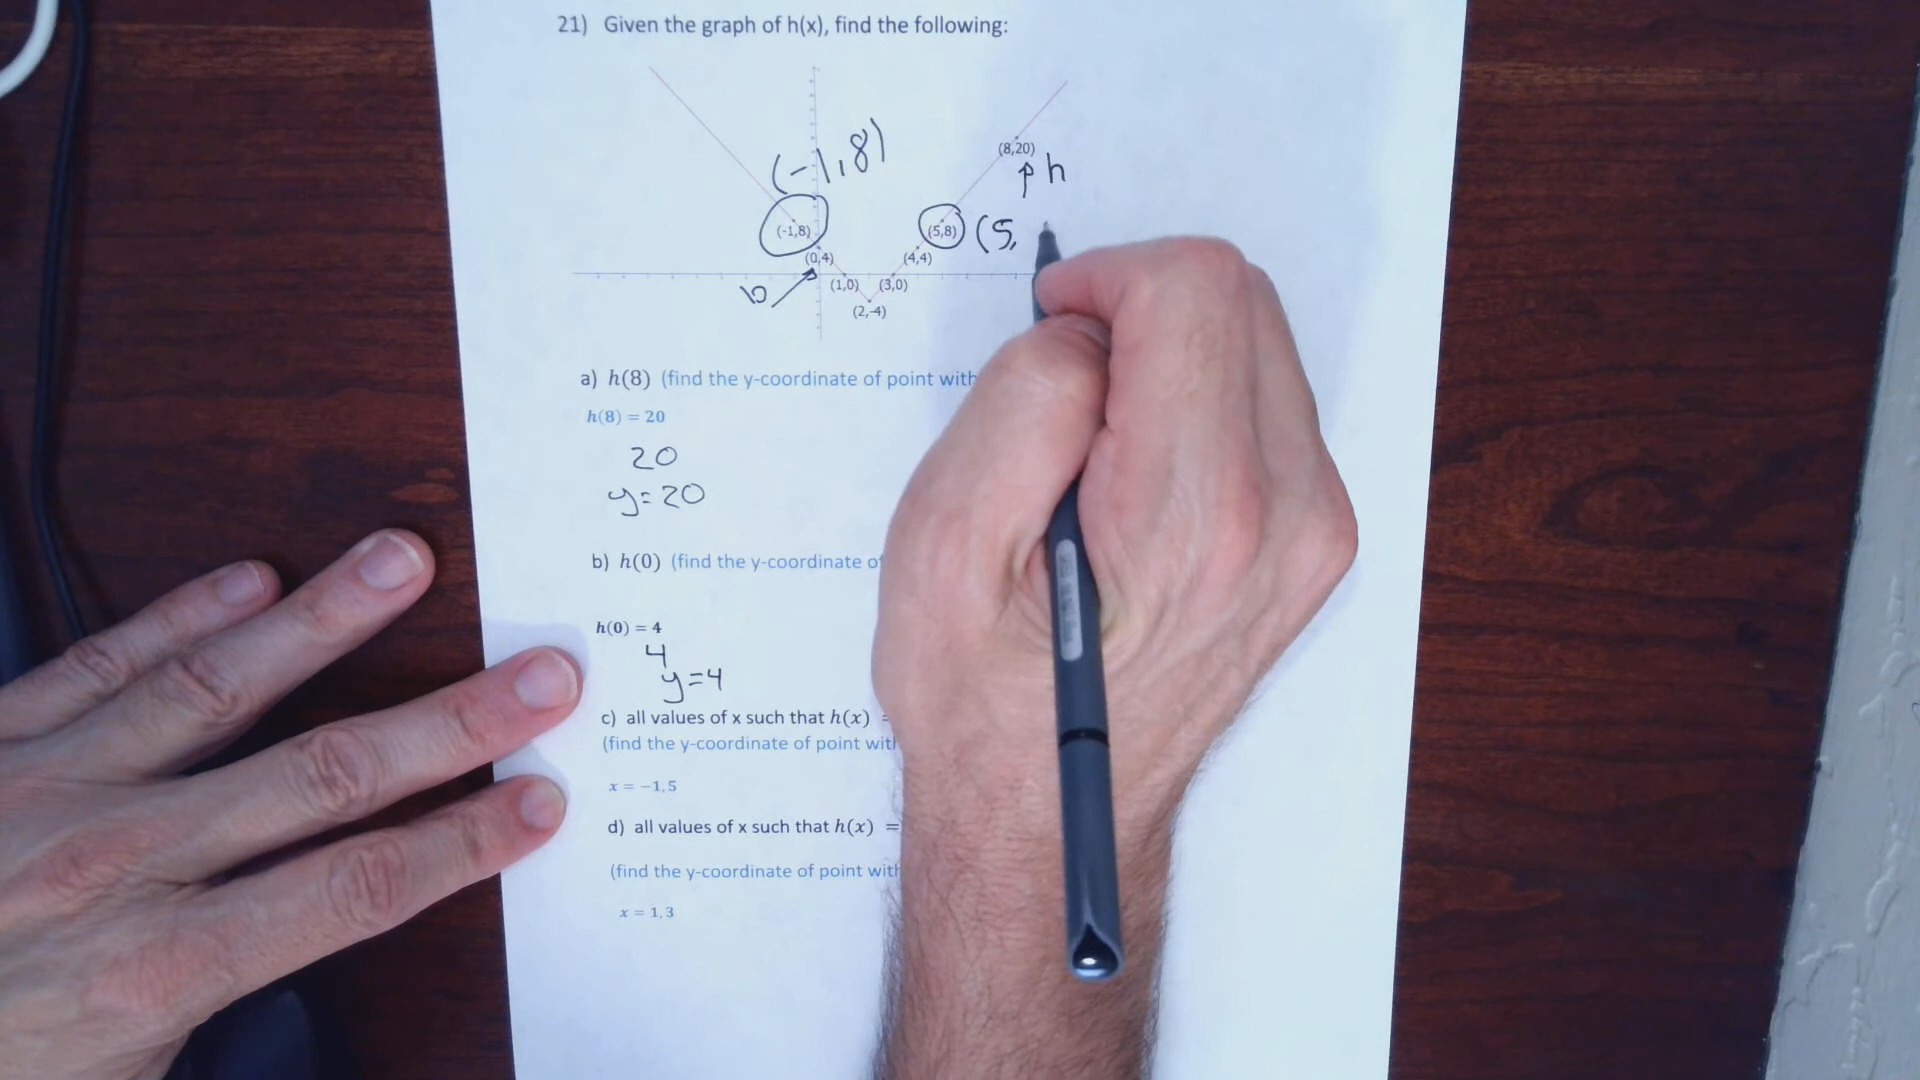 21) Given the graph of h(x), find the following:
(-1,8)
(8,20)
h
(-1,8)
(5,8) (5,
(0,4)
(4,4)
(1,0) (3,0)
b
(2,-4)
a) h(8) (find the y-coordinate of point with
h(8) = 20
20
y=20
b) h(0) (find the y-coordinate of
h(0) = 4
4
y=4
c) all values of x such that h(x) =
(find the y-coordinate of point with
x = −1,5
d) all values of x such that h(x) =
(find the y-coordinate of point with
x = 1,3